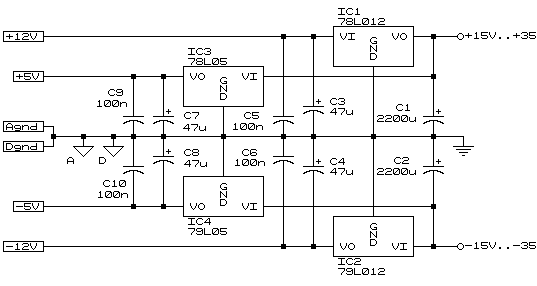 IC1
78L012
+12V
VI
VO
GND
+15V..+35
IC3
78L05
+5V
VO
VI
GND
C9
100n
C7
47u
C5
100n
C3
47u
C1
2200u
Agnd
Dgnd
A
D
C10
100n
C8
47u
C6
100n
C4
47u
C2
2200u
-5V
GND
VO
VI
IC4
79L05
-12V
GND
VO
VI
-15V..-35
IC2
79L012